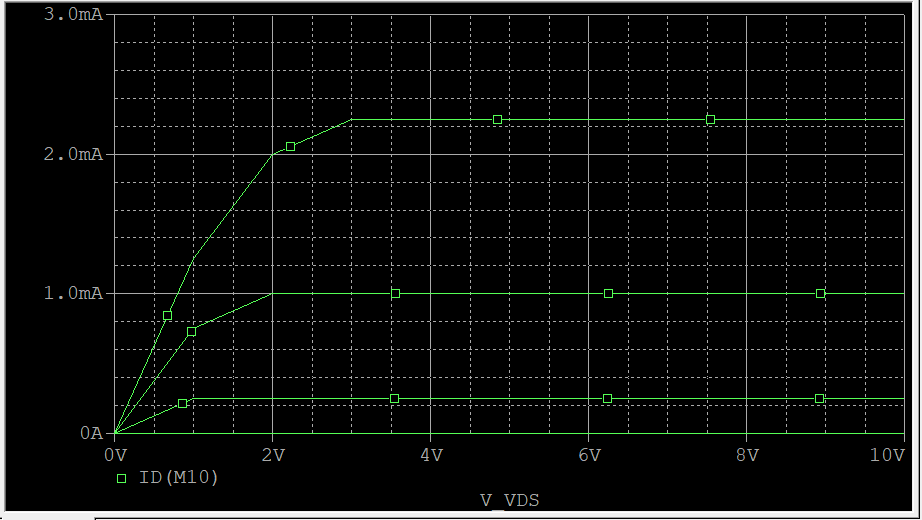 3.0mA
2.0mA
1.0mA
0A
0V 2V 4V 6V 8V 10V
ID(M10)
V_VDS